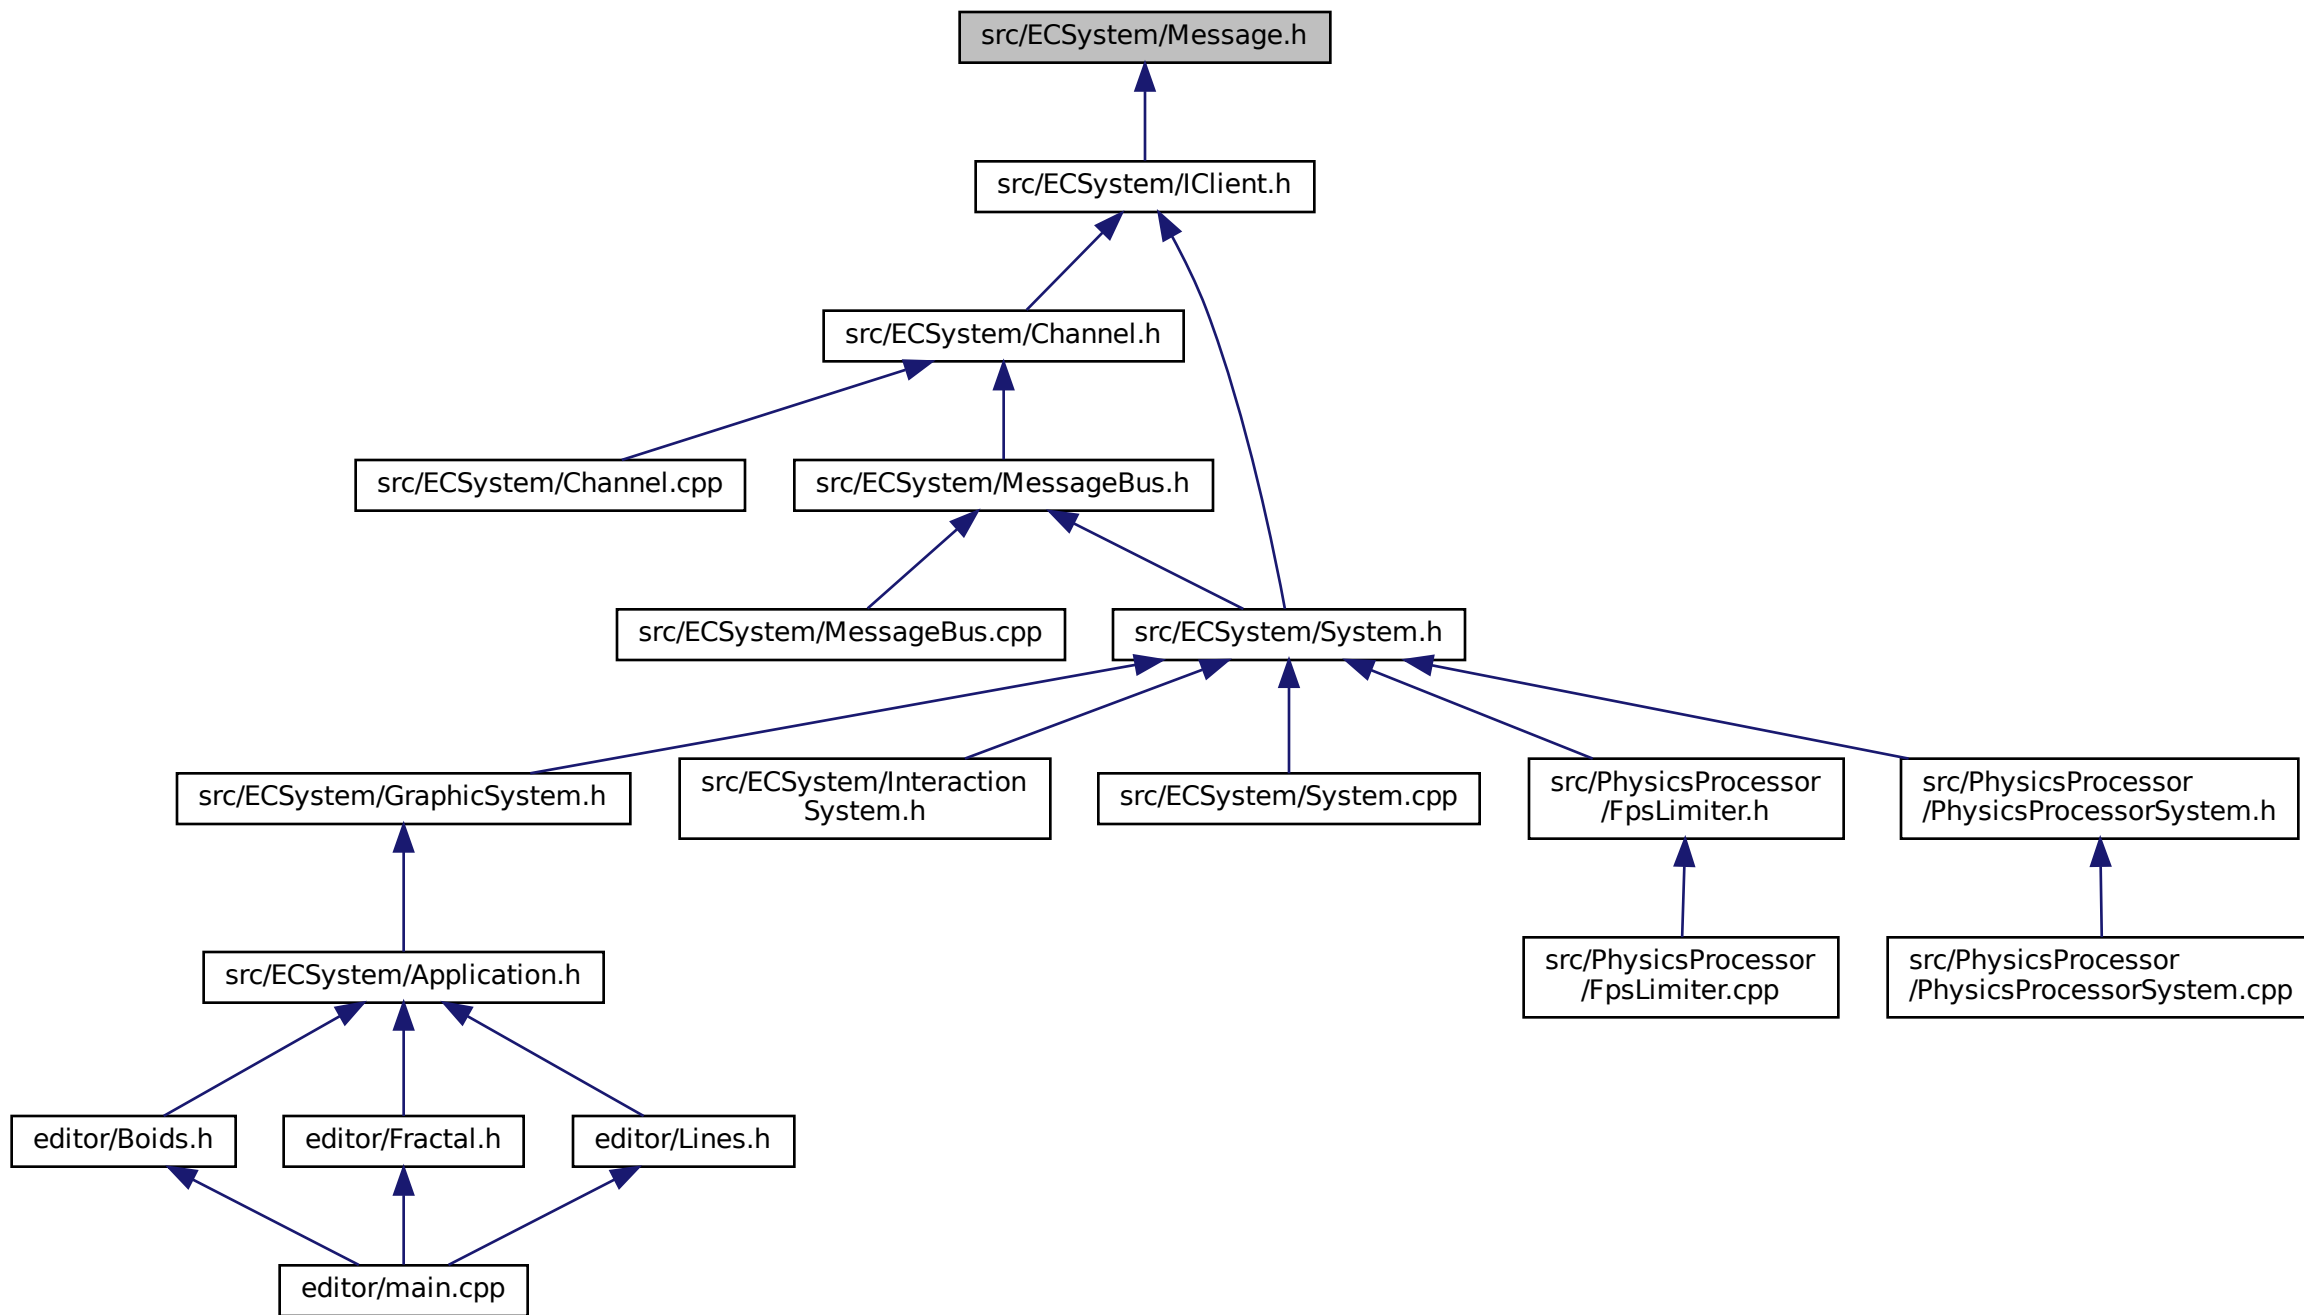 src/ECSystem/Message.h
src/ECSystem/IClient.h
src/ECSystem/Channel.h
src/ECSystem/Channel.cpp
src/ECSystem/MessageBus.h
src/ECSystem/MessageBus.cpp
src/ECSystem/System.h
src/ECSystem/GraphicSystem.h
src/ECSystem/Interaction
System.h
src/ECSystem/System.cpp
src/PhysicsProcessor
/FpsLimiter.h
src/PhysicsProcessor
/PhysicsProcessorSystem.h
src/ECSystem/Application.h
src/PhysicsProcessor
/FpsLimiter.cpp
src/PhysicsProcessor
/PhysicsProcessorSystem.cpp
editor/Boids.h
editor/Fractal.h
editor/Lines.h
editor/main.cpp